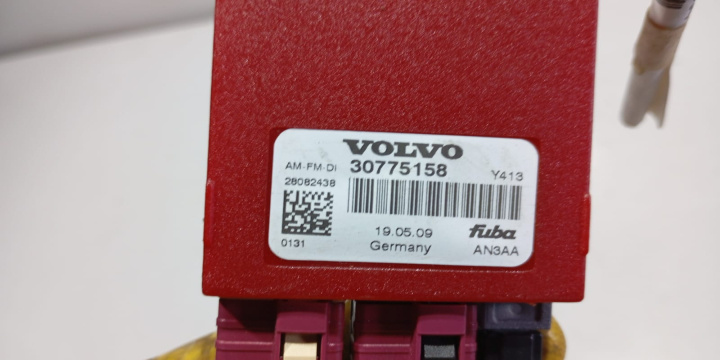 VOLVO
AM-FM-DI 30775158 Y413
28082438
0131
19.05.09 fuba
Germany AN3AA